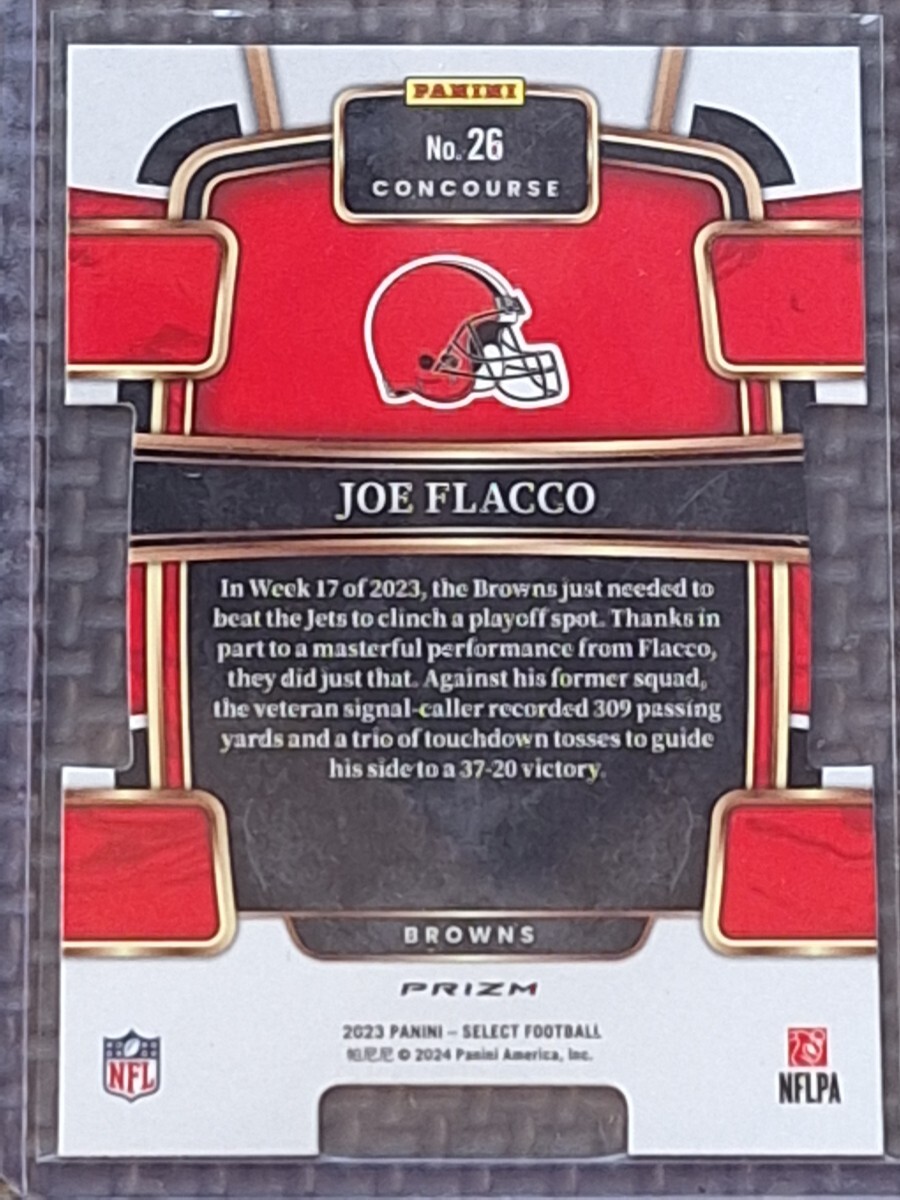 PANINI
No. 26
CONCOURSE
JOE FLACCO
In Week 17 of 2023, the Browns just needed to
beat the Jets to clinch a playoff spot. Thanks in
part to a masterful performance from Flacco,
they did just that. Against his former squad,
the veteran signal-caller recorded 309 passing
yards and a trio of touchdown tosses to guide
his side to a 37-20 victory.
BROWNS
PRIZM
2023 PANINI – SELECT FOOTBALL
帕尼尼 © 2024 Panini America, Inc.
NFL
NFLPA